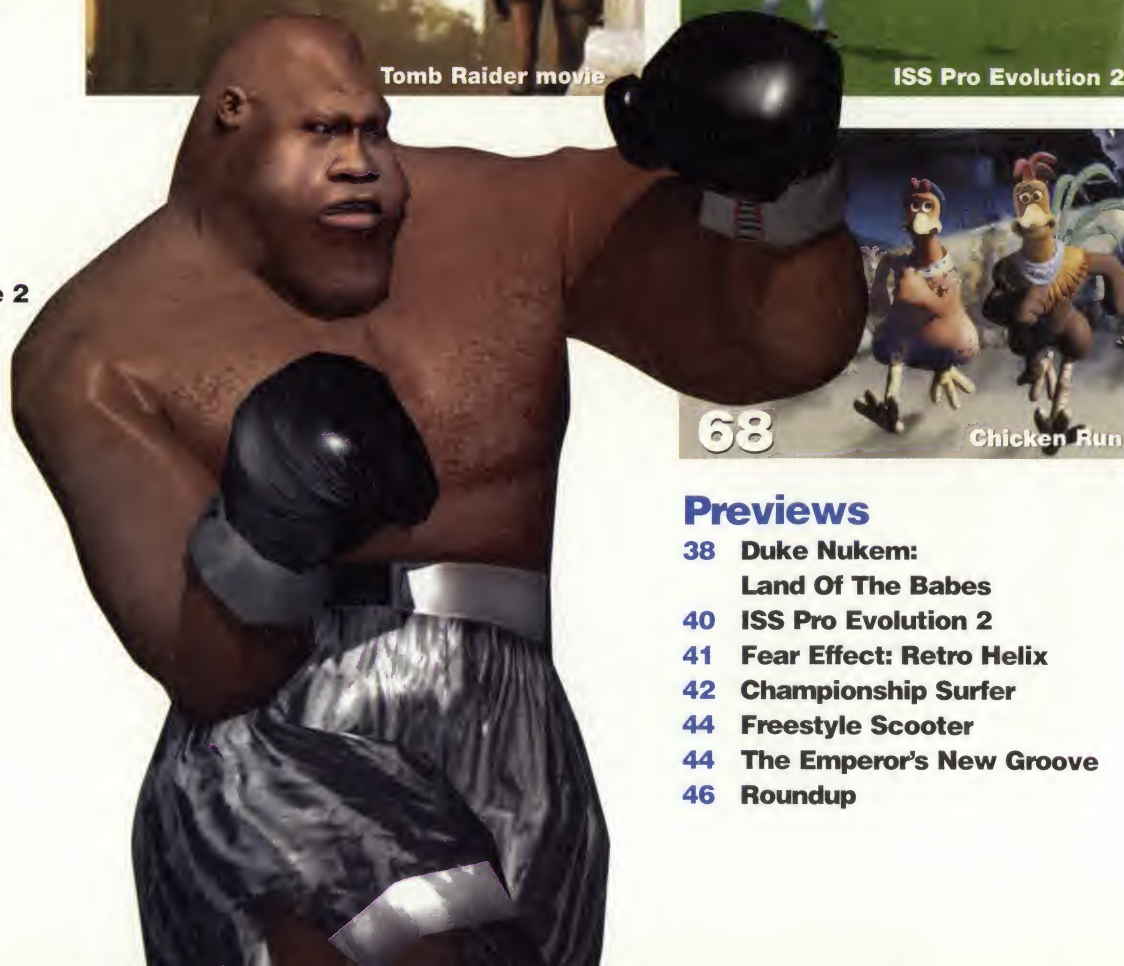 Tomb Raider movie
ISS Pro Evolution 2
e 2
68
Chicken Run
Previews
38 Duke Nukem:
Land Of The Babes
40 ISS Pro Evolution 2
41 Fear Effect: Retro Helix
42 Championship Surfer
44 Freestyle Scooter
44 The Emperor's New Groove
46 Roundup